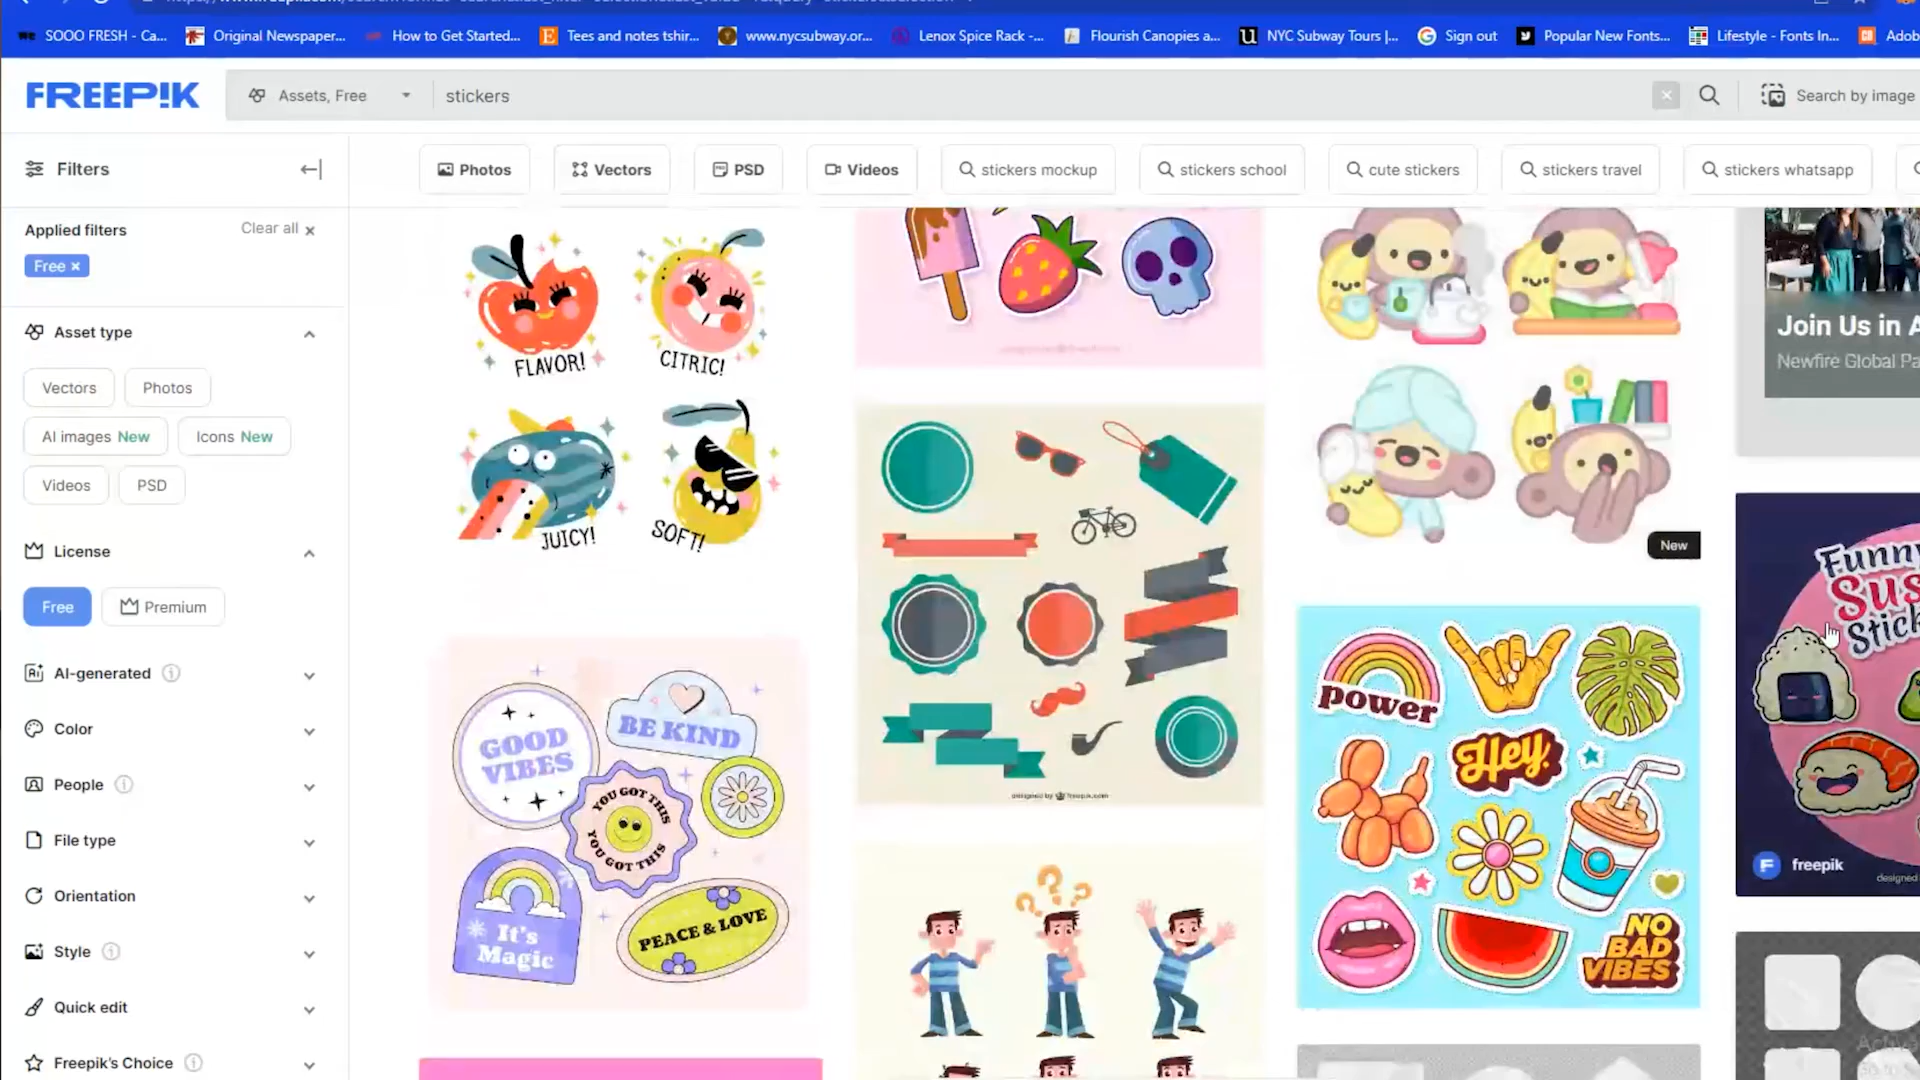 SOOO FRESH - Ca...
Original Newspaper...
How to Get Started...
Tees and notes tshir...
www.nycsubway.or...
Lenox Spice Rack -...
Flourish Canopies a...
NYC Subway Tours |...
Sign out
Popular New Fonts...
Lifestyle - Fonts In...
FREEP!K
Assets, Free
stickers
Search by image
Filters
Photos
Vectors
PSD
Videos
stickers mockup
stickers school
cute stickers
stickers travel
stickers whatsapp
Applied filters
Clear all ×
Free ×
Asset type
Vectors
Photos
AI images New
Icons New
Videos
PSD
License
Free
Premium
AI-generated
Color
People
File type
Orientation
Style
Quick edit
Freepik's Choice
FLAVOR!
CITRIC!
JUICY!
SOFT!
GOOD
VIBES
BE KIND
YOU GOT THIS
YOU GOT THIS
It's
Magic
PEACE & LOVE
designed by freepik.com
New
power
Hey.
NO
BAD
VIBES
Join Us in A
Newfire Global Pa
Funny
Sus
Stick
freepik
designed